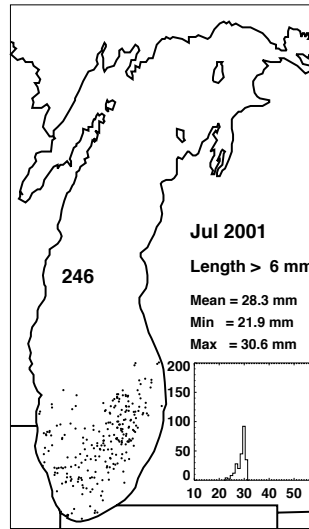 Jul 2001
Length > 6 mm
246
Mean = 28.3 mm
Min = 21.9 mm
Max = 30.6 mm
200
150
100
50
0
10 20 30 40 50